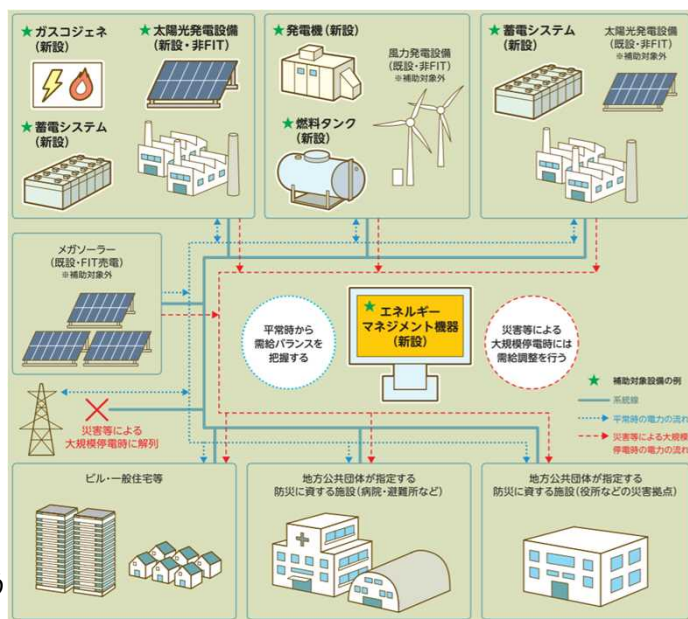 ★ガスコジェネ
(新設)
★太陽光発電設備
(新設・非FIT)
★蓄電システム
(新設)
★発電機(新設)
風力発電設備
(既設・非FIT)
※補助対象外
★燃料タンク
(新設)
★蓄電システム
(新設)
太陽光発電設備
(既設・非FIT)
※補助対象外
メガソーラー
(既設・FIT売電)
※補助対象外
平常時から
需給バランスを
把握する
★エネルギー
マネジメント機器
(新設)
災害等による
大規模停電時には
需給調整を行う
★ 補助対象設備の例
系統線
平常時の電力の流れ
災害等による大規模
停電時の電力の流れ
災害等による
大規模停電時に解列
ビル・一般住宅等
地方公共団体が指定する
防災に資する施設(病院・避難所など)
地方公共団体が指定する
防災に資する施設(役所などの災害拠点)